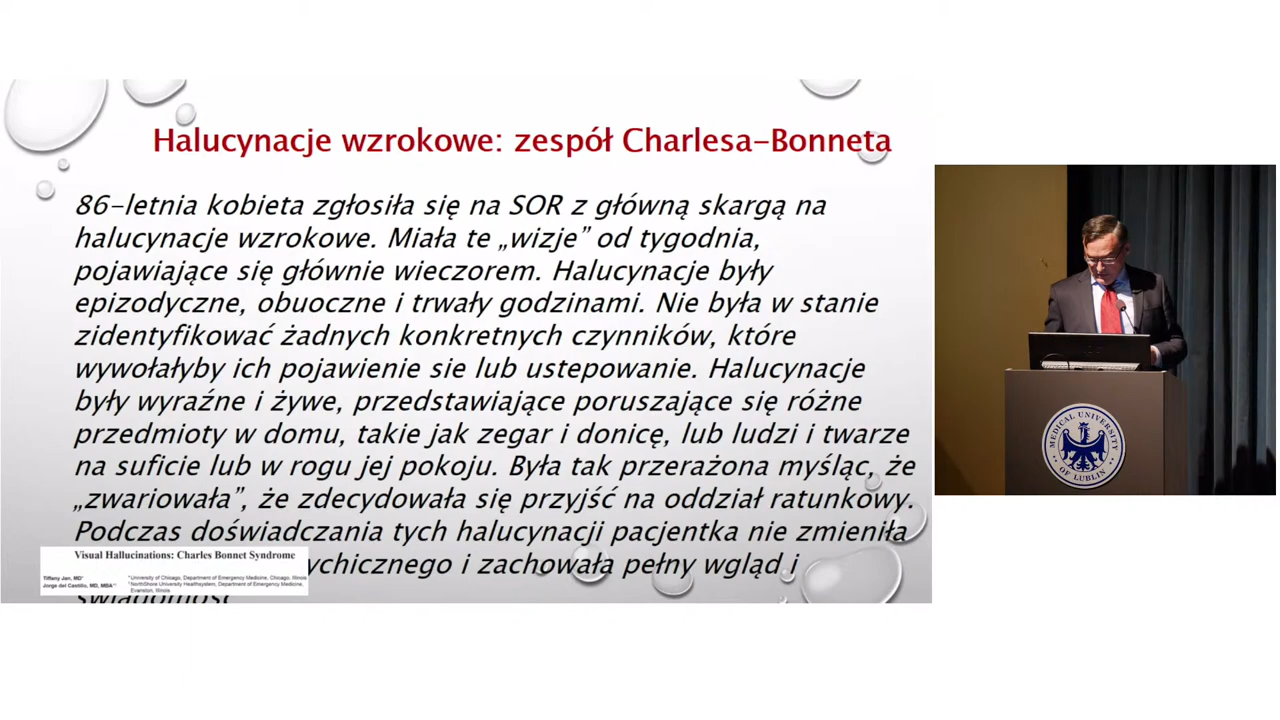 Halucynacje wzrokowe: zespół Charlesa-Bonneta
86-letnia kobieta zgłosiła się na SOR z główną skargą na
halucynacje wzrokowe. Miała te „wizje” od tygodnia,
pojawiające się głównie wieczorem. Halucynacje były
epizodyczne, obuoczne i trwały godzinami. Nie była w stanie
zidentyfikować żadnych konkretnych czynników, które
wywołałyby ich pojawienie sie lub ustepowanie. Halucynacje
były wyraźne i żywe, przedstawiające poruszające się różne
przedmioty w domu, takie jak zegar i donicę, lub ludzi i twarze
na suficie lub w rogu jej pokoju. Była tak przerażona myśląc, że
„zwariowała”, że zdecydowała się przyjść na oddział ratunkowy.
Podczas doświadczania tych halucynacji pacjentka nie zmieniła
ychicznego i zachowała pełny wgląd i
świadomość
Visual Hallucinations: Charles Bonnet Syndrome
Tiffany Jan, MD*
Jorge del Castillo, MD, MBA*†
*University of Chicago, Department of Emergency Medicine, Chicago, Illinois
†NorthShore University Healthsystem, Department of Emergency Medicine,
Evanston, Illinois
MEDICAL UNIVERSITY
OF LUBLIN